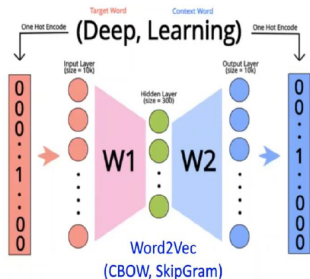 Target Word
Context Word
One Hot Encode
(Deep, Learning)
One Hot Encode
Input Layer
(size = 10k)
Hidden Layer
(size = 300)
Output Layer
(size = 10k)
0
0
0
.
.
1
.
.
0
0
W1
W2
0
0
.
.
1
.
.
0
0
0
Word2Vec
(CBOW, SkipGram)